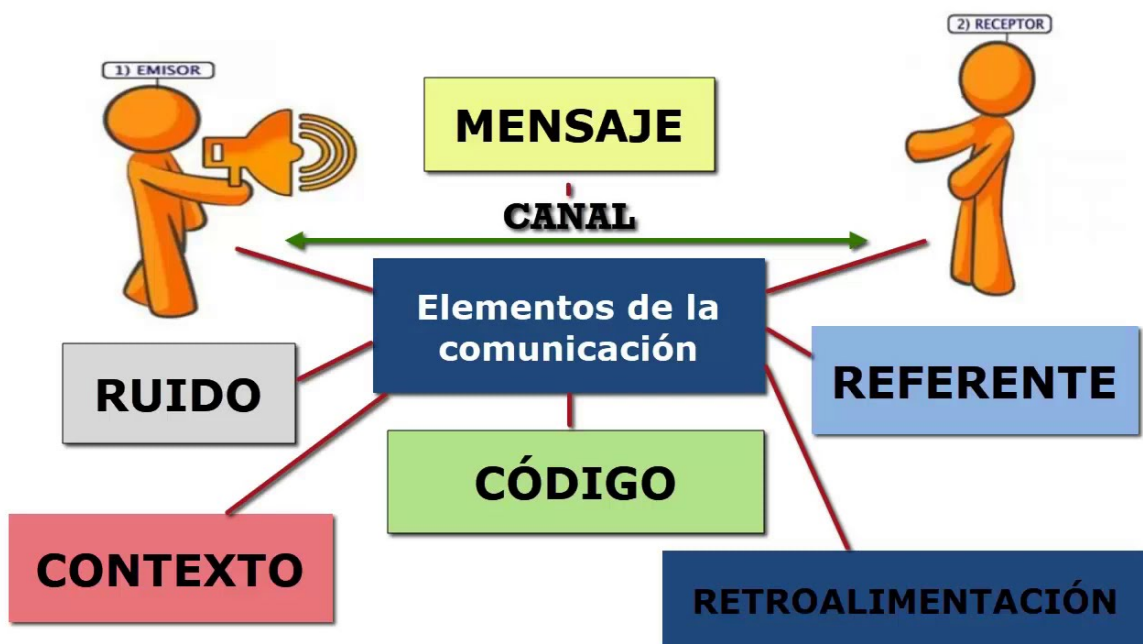 2) RECEPTOR
1) EMISOR
MENSAJE
CANAL
Elementos de la
comunicación
RUIDO
REFERENTE
CÓDIGO
CONTEXTO
RETROALIMENTACIÓN